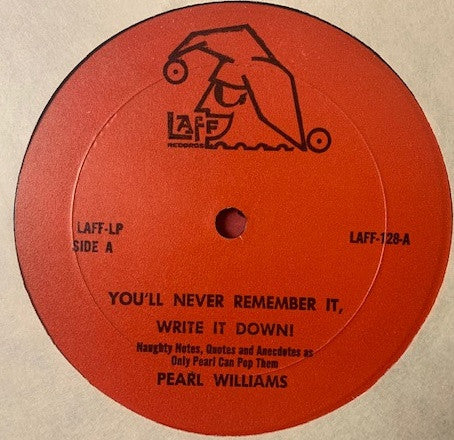 LAFF
RECORDS
LAFF-LP
SIDE A
LAFF-128-A
YOU'LL NEVER REMEMBER IT,
WRITE IT DOWN!
Naughty Notes, Quotes and Anecdotes as
Only Pearl Can Pop Them
PEARL WILLIAMS